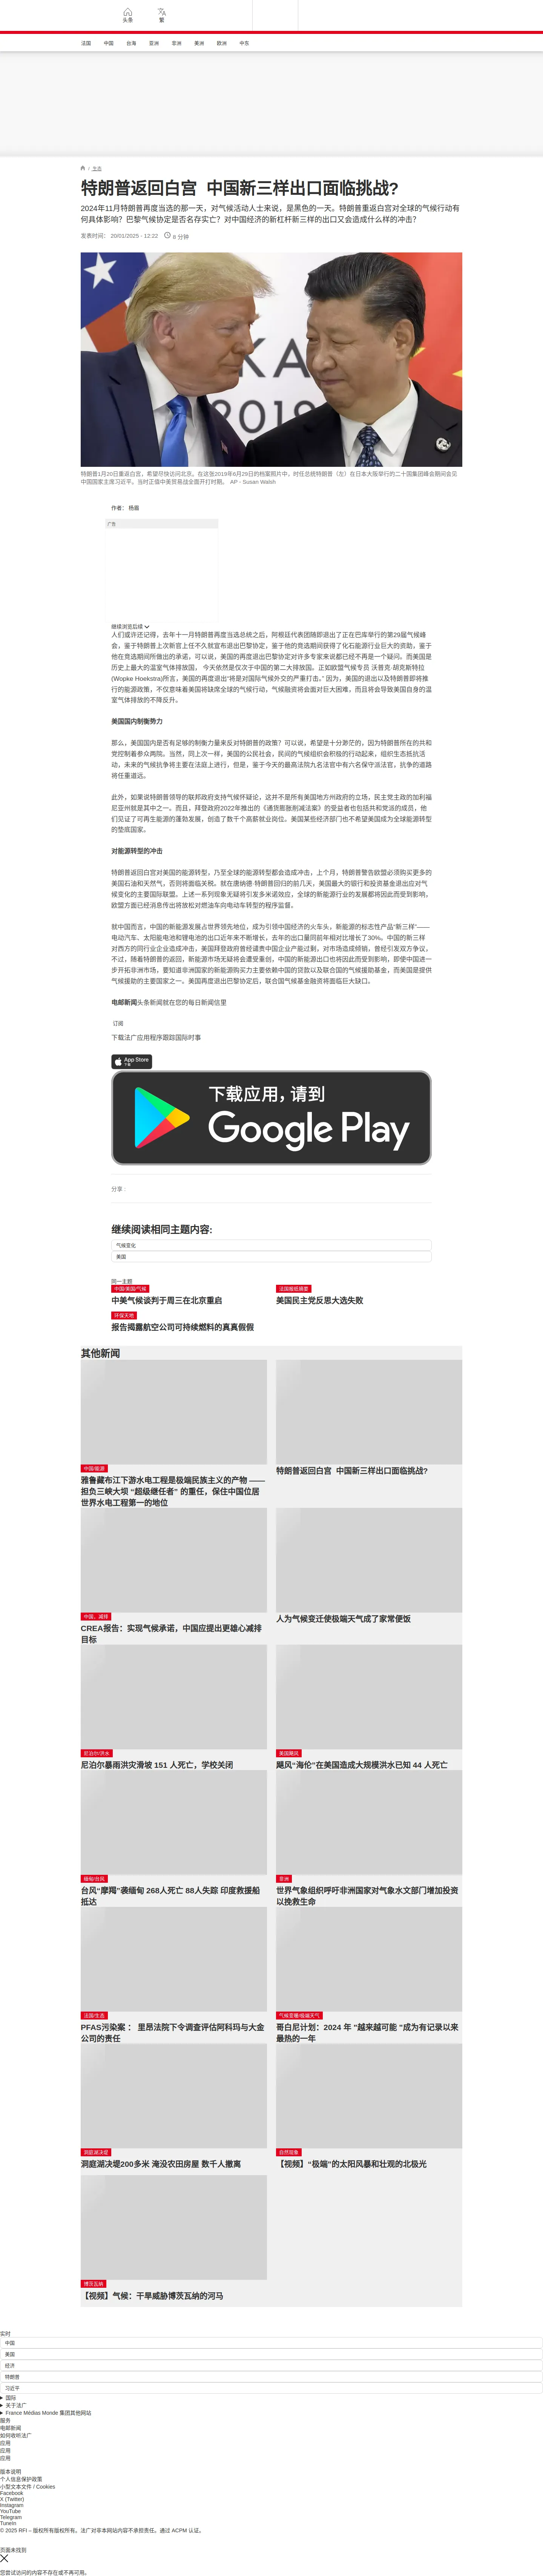 头条
繁
法国
中国
台海
亚洲
非洲
美洲
欧洲
中东
/ 生态
特朗普返回白宫 中国新三样出口面临挑战?
2024年11月特朗普再度当选的那一天，对气候活动人士来说，是黑色的一天。特朗普重返白宫对全球的气候行动有
何具体影响？巴黎气候协定是否名存实亡？对中国经济的新杠杆新三样的出口又会造成什么样的冲击？
发表时间： 20/01/2025 - 12:22
8 分钟
特朗普1月20日重返白宫，希望尽快访问北京。在这张2019年6月29日的档案照片中，时任总统特朗普（左）在日本大阪举行的二十国集团峰会期间会见
中国国家主席习近平。当时正值中美贸易战全面开打时期。 AP - Susan Walsh
作者： 杨眉
广告
继续浏览后续
人们或许还记得，去年十一月特朗普再度当选总统之后，阿根廷代表团随即退出了正在巴库举行的第29届气候峰
会，鉴于特朗普上次新官上任不久就宣布退出巴黎协定，鉴于他的竞选期间获得了化石能源行业巨大的资助，鉴于
他在竞选期间所做出的承诺，可以说，美国的再度退出巴黎协定对许多专家来说都已经不再是一个疑问。而美国是
历史上最大的温室气体排放国， 今天依然是仅次于中国的第二大排放国。正如欧盟气候专员 沃普克·胡克斯特拉
(Wopke Hoekstra)所言，美国的再度退出“将是对国际气候外交的严重打击。” 因为，美国的退出以及特朗普即将推
行的能源政策，不仅意味着美国将缺席全球的气候行动，气候融资将会面对巨大困难，而且将会导致美国自身的温
室气体排放的不降反升。
美国国内制衡势力
那么，美国国内是否有足够的制衡力量来反对特朗普的政策？可以说，希望是十分渺茫的，因为特朗普所在的共和
党控制着参众两院。当然，同上次一样，美国的公民社会，民间的气候组织会积极的行动起来，组织生态抵抗活
动，未来的气候抗争将主要在法庭上进行，但是，鉴于今天的最高法院九名法官中有六名保守派法官，抗争的道路
将任重道远。
此外，如果说特朗普领导的联邦政府支持气候怀疑论，这并不是所有美国地方州政府的立场，民主党主政的加利福
尼亚州就是其中之一。而且，拜登政府2022年推出的《通货膨胀削减法案》的受益者也包括共和党派的成员，他
们见证了可再生能源的蓬勃发展，创造了数千个高薪就业岗位。美国某些经济部门也不希望美国成为全球能源转型
的垫底国家。
对能源转型的冲击
特朗普返回白宫对美国的能源转型，乃至全球的能源转型都会造成冲击，上个月，特朗普警告欧盟必须购买更多的
美国石油和天然气，否则将面临关税。就在唐纳德·特朗普回归的前几天，美国最大的银行和投资基金退出应对气
候变化的主要国际联盟。上述一系列现象无疑将引发多米诺效应，全球的新能源行业的发展都将因此而受到影响，
欧盟方面已经消息传出将放松对燃油车向电动车转型的程序监督。
就中国而言，中国的新能源发展占世界领先地位，成为引领中国经济的火车头，新能源的标志性产品“新三样”——
电动汽车、太阳能电池和锂电池的出口近年来不断增长，去年的出口量同前年相对比增长了30%。中国的新三样
对西方的同行业企业造成冲击，美国拜登政府曾经谴责中国企业产能过剩，对市场造成倾销，曾经引发双方争议，
不过，随着特朗普的返回，新能源市场无疑将会遭受重创，中国的新能源出口也将因此而受到影响，即使中国进一
步开拓非洲市场，要知道非洲国家的新能源购买力主要依赖中国的贷款以及联合国的气候援助基金，而美国是提供
气候援助的主要国家之一。美国再度退出巴黎协定后，联合国气候基金融资将面临巨大缺口。
电邮新闻头条新闻就在您的每日新闻信里
订阅
下载法广应用程序跟踪国际时事
App Store
下载
下载应用，请到
Google Play
分享 :
继续阅读相同主题内容:
气候变化
美国
同一主题
中国/美国/气候
中美气候谈判于周三在北京重启
法国报纸摘要
美国民主党反思大选失败
环保天地
报告揭露航空公司可持续燃料的真真假假
其他新闻
中国/能源
雅鲁藏布江下游水电工程是极端民族主义的产物 ——
担负三峡大坝 “超级继任者” 的重任，保住中国位居
世界水电工程第一的地位
特朗普返回白宫 中国新三样出口面临挑战?
中国，减排
CREA报告：实现气候承诺，中国应提出更雄心减排
目标
人为气候变迁使极端天气成了家常便饭
尼泊尔/洪水
尼泊尔暴雨洪灾滑坡 151 人死亡，学校关闭
美国飓风
飓风“海伦”在美国造成大规模洪水已知 44 人死亡
缅甸/台风
台风“摩羯”袭缅甸 268人死亡 88人失踪 印度救援船
抵达
非洲
世界气象组织呼吁非洲国家对气象水文部门增加投资
以挽救生命
法国/生态
PFAS污染案： 里昂法院下令调查评估阿科玛与大金
公司的责任
气候变暖/极端天气
哥白尼计划：2024 年 "越来越可能 "成为有记录以来
最热的一年
洞庭湖决堤
洞庭湖决堤200多米 淹没农田房屋 数千人撤离
自然现象
【视频】“极端”的太阳风暴和壮观的北极光
博茨瓦纳
【视频】气候：干旱威胁博茨瓦纳的河马
实时
中国
美国
经济
特朗普
习近平
国际
关于法广
France Médias Monde 集团其他网站
服务
电邮新闻
如何收听法广
应用
应用
应用
版本说明
个人信息保护政策
小型文本文件 / Cookies
Facebook
X (Twitter)
Instagram
YouTube
Telegram
TuneIn
© 2025 RFI – 版权所有版权所有。法广对非本网站内容不承担责任。通过 ACPM 认证。
页面未找到
您尝试访问的内容不存在或不再可用。